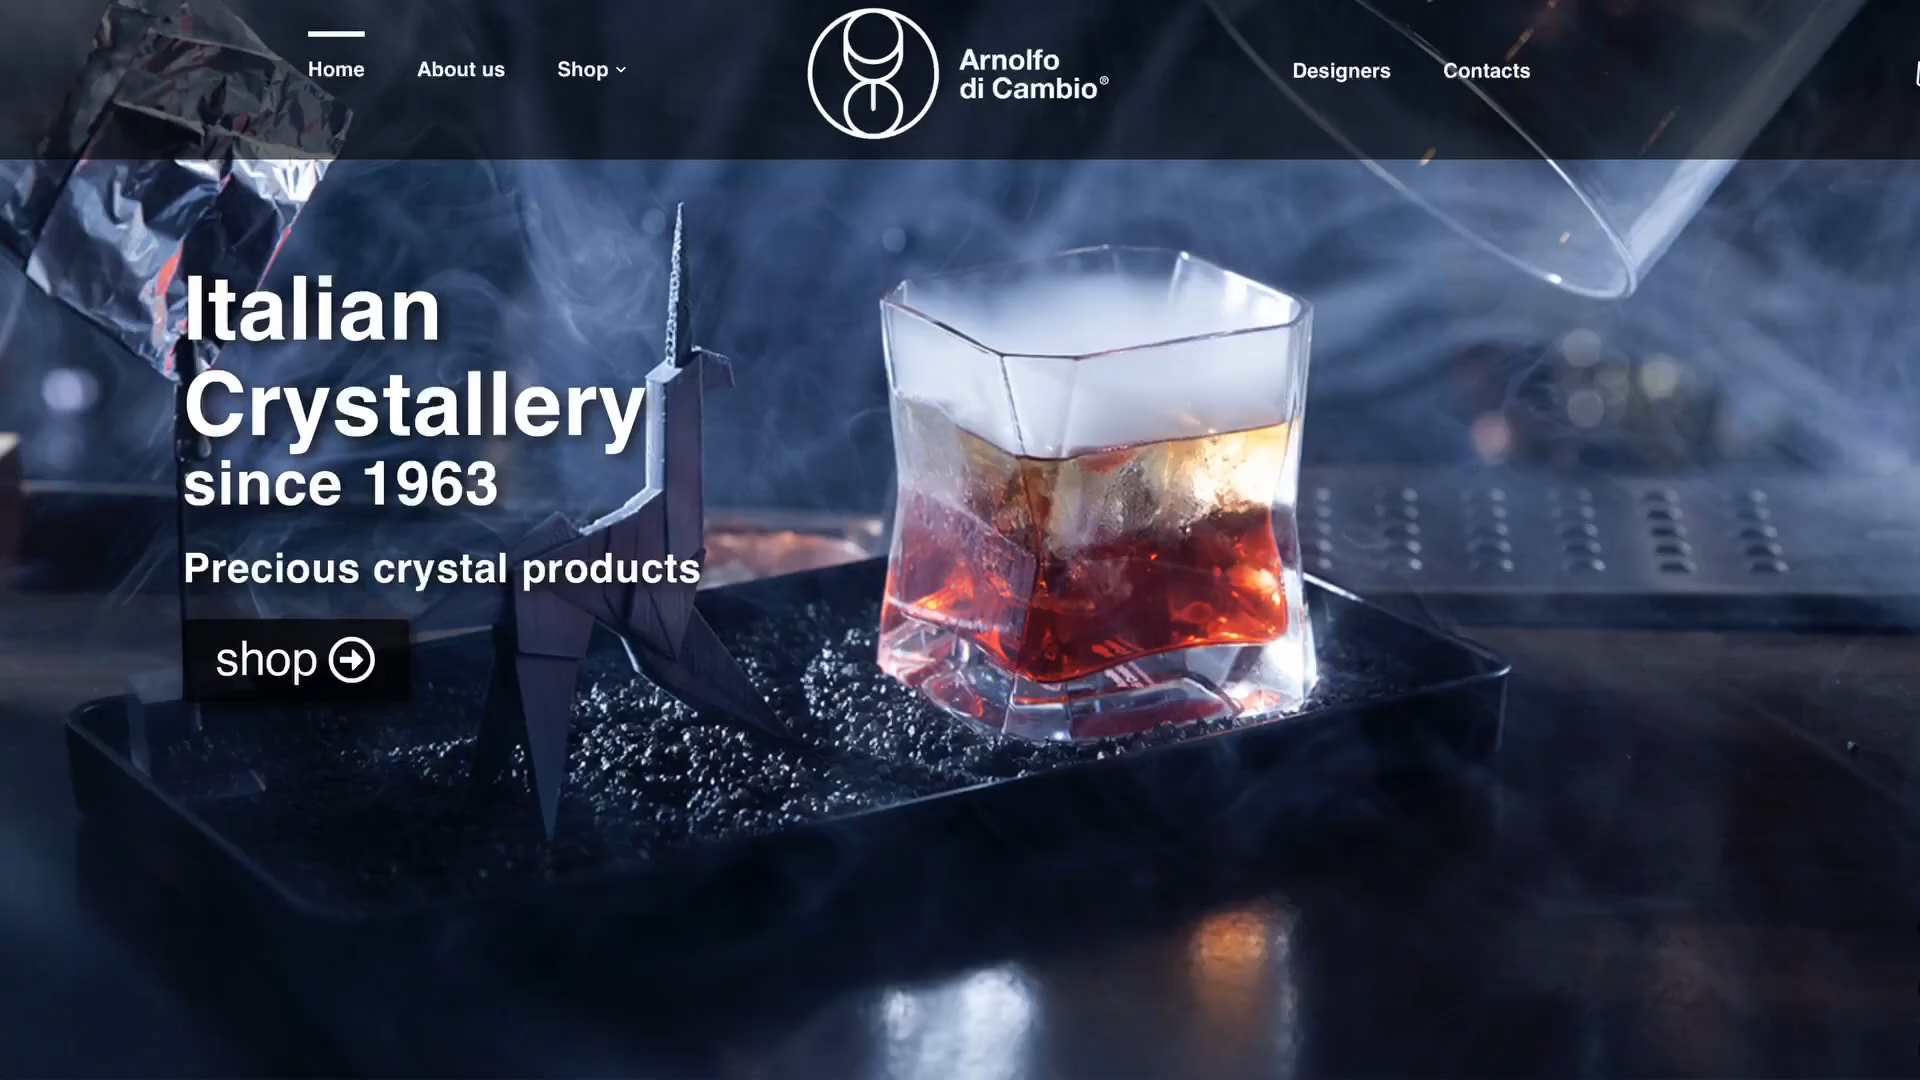 Home
About us
Shop
Arnolfo
di Cambio®
Designers
Contacts
Italian
Crystallery
since 1963
Precious crystal products
shop